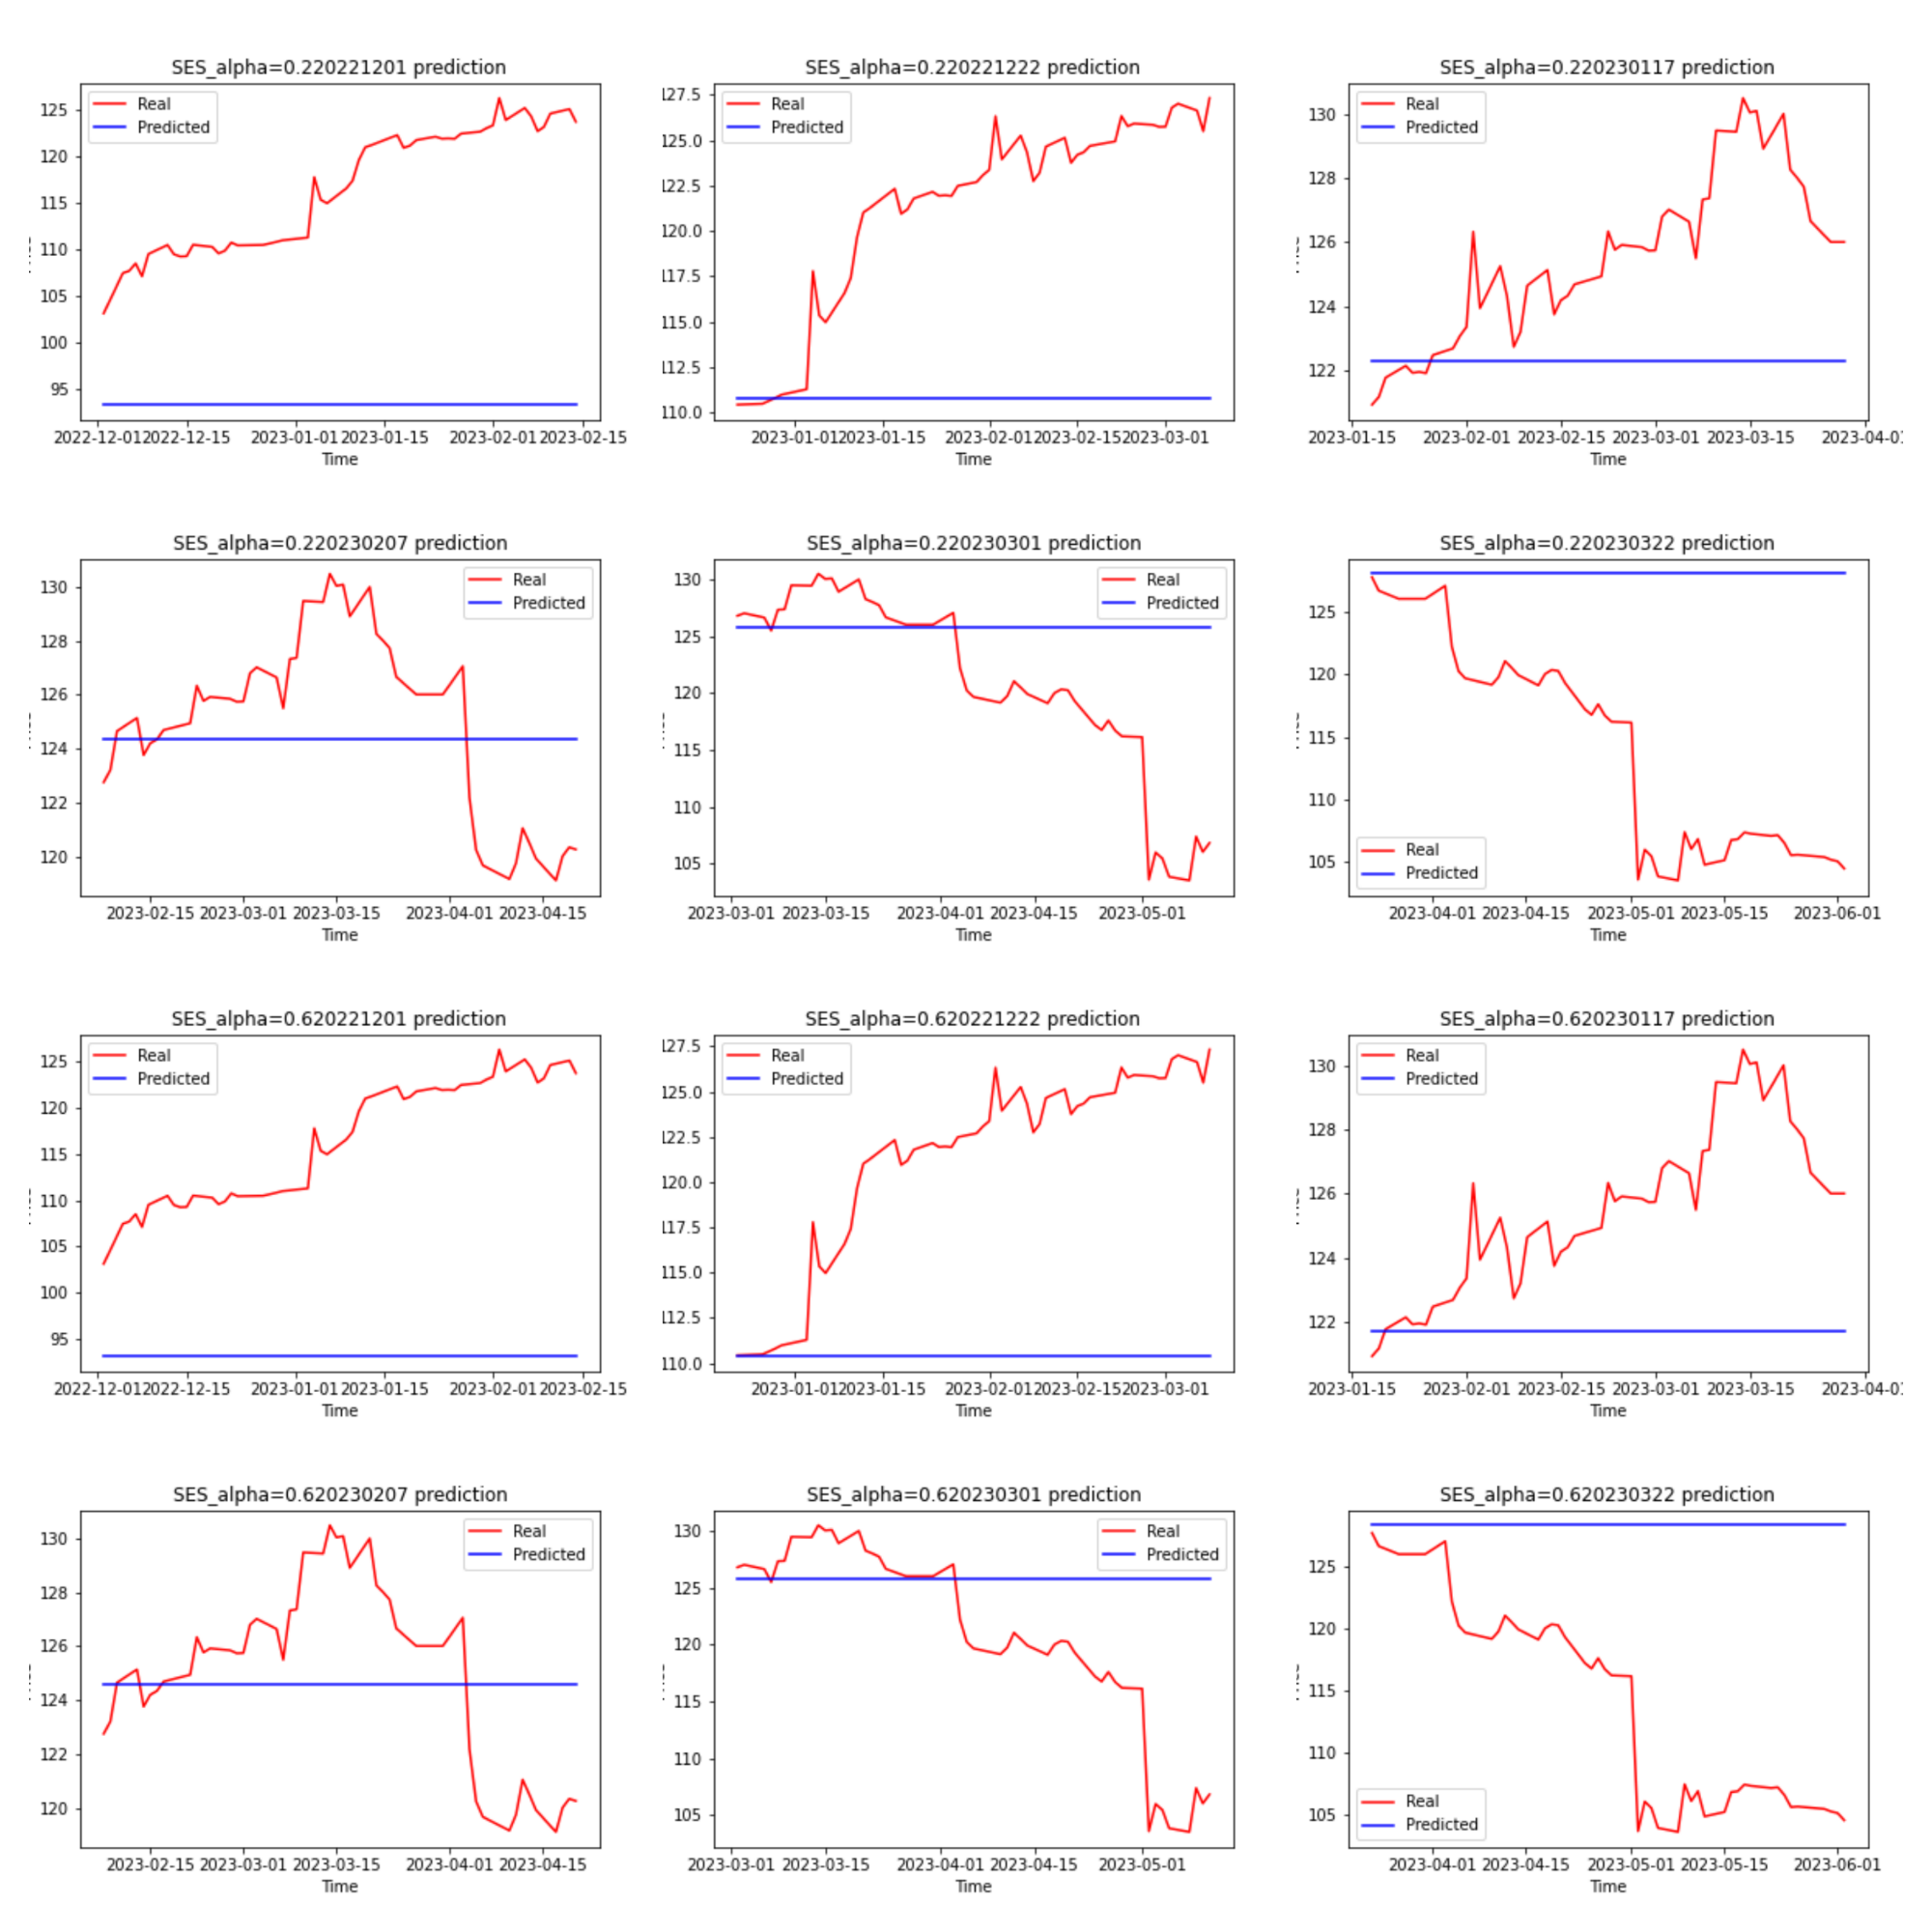 SES_alpha=0.220221201 prediction
Real
Predicted
125
120
115
110
105
100
95
2022-12-01 2022-12-15 2023-01-01 2023-01-15 2023-02-01 2023-02-15
Time
SES_alpha=0.220221222 prediction
Real
Predicted
127.5
125.0
122.5
120.0
117.5
115.0
112.5
110.0
2023-01-01 2023-01-15 2023-02-01 2023-02-15 2023-03-01
Time
SES_alpha=0.220230117 prediction
Real
Predicted
130
128
126
124
122
2023-01-15 2023-02-01 2023-02-15 2023-03-01 2023-03-15 2023-04-01
Time
SES_alpha=0.220230207 prediction
Real
Predicted
130
128
126
124
122
120
2023-02-15 2023-03-01 2023-03-15 2023-04-01 2023-04-15
Time
SES_alpha=0.220230301 prediction
Real
Predicted
130
125
120
115
110
105
2023-03-01 2023-03-15 2023-04-01 2023-04-15 2023-05-01
Time
SES_alpha=0.220230322 prediction
125
120
115
110
105
Real
Predicted
2023-04-01 2023-04-15 2023-05-01 2023-05-15 2023-06-01
Time
SES_alpha=0.620221201 prediction
Real
Predicted
125
120
115
110
105
100
95
2022-12-01 2022-12-15 2023-01-01 2023-01-15 2023-02-01 2023-02-15
Time
SES_alpha=0.620221222 prediction
Real
Predicted
127.5
125.0
122.5
120.0
117.5
115.0
112.5
110.0
2023-01-01 2023-01-15 2023-02-01 2023-02-15 2023-03-01
Time
SES_alpha=0.620230117 prediction
Real
Predicted
130
128
126
124
122
2023-01-15 2023-02-01 2023-02-15 2023-03-01 2023-03-15 2023-04-01
Time
SES_alpha=0.620230207 prediction
Real
Predicted
130
128
126
124
122
120
2023-02-15 2023-03-01 2023-03-15 2023-04-01 2023-04-15
Time
SES_alpha=0.620230301 prediction
Real
Predicted
130
125
120
115
110
105
2023-03-01 2023-03-15 2023-04-01 2023-04-15 2023-05-01
Time
SES_alpha=0.620230322 prediction
125
120
115
110
105
Real
Predicted
2023-04-01 2023-04-15 2023-05-01 2023-05-15 2023-06-01
Time